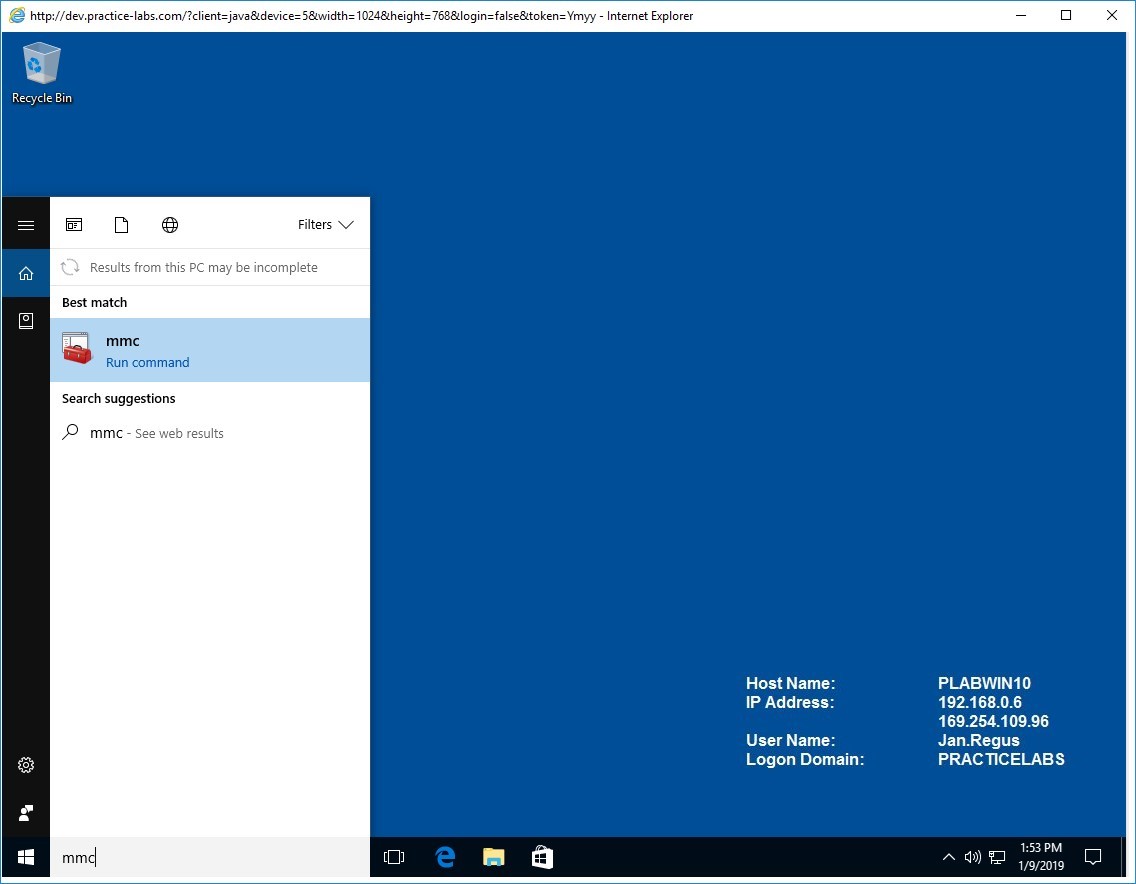 http://dev.practice-labs.com/?client=java&device=5&width=1024&height=768&login=false&token=Ymyy - Internet Explorer
Recycle Bin
Filters
Results from this PC may be incomplete
Best match
mmc
Run command
Search suggestions
mmc - See web results
Host Name: PLABWIN10
IP Address: 192.168.0.6
169.254.109.96
User Name: Jan.Regus
Logon Domain: PRACTICELABS
mmc
1:53 PM
1/9/2019